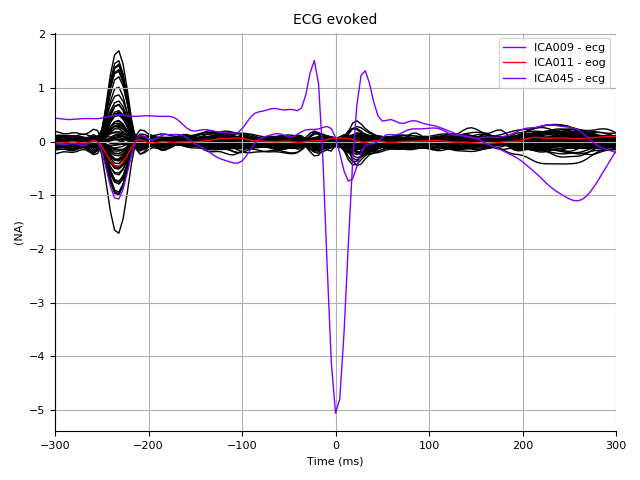 ECG evoked
ICA009 - ecg
ICA011 - eog
ICA045 - ecg
(NA)
2
1
0
−1
−2
−3
−4
−5
−300
−200
−100
0
100
200
300
Time (ms)